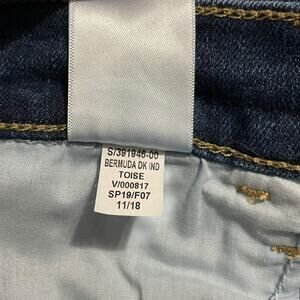 S/391946-00
BERMUDA DK IND
TOISE
V/000817
SP19/F07
11/18